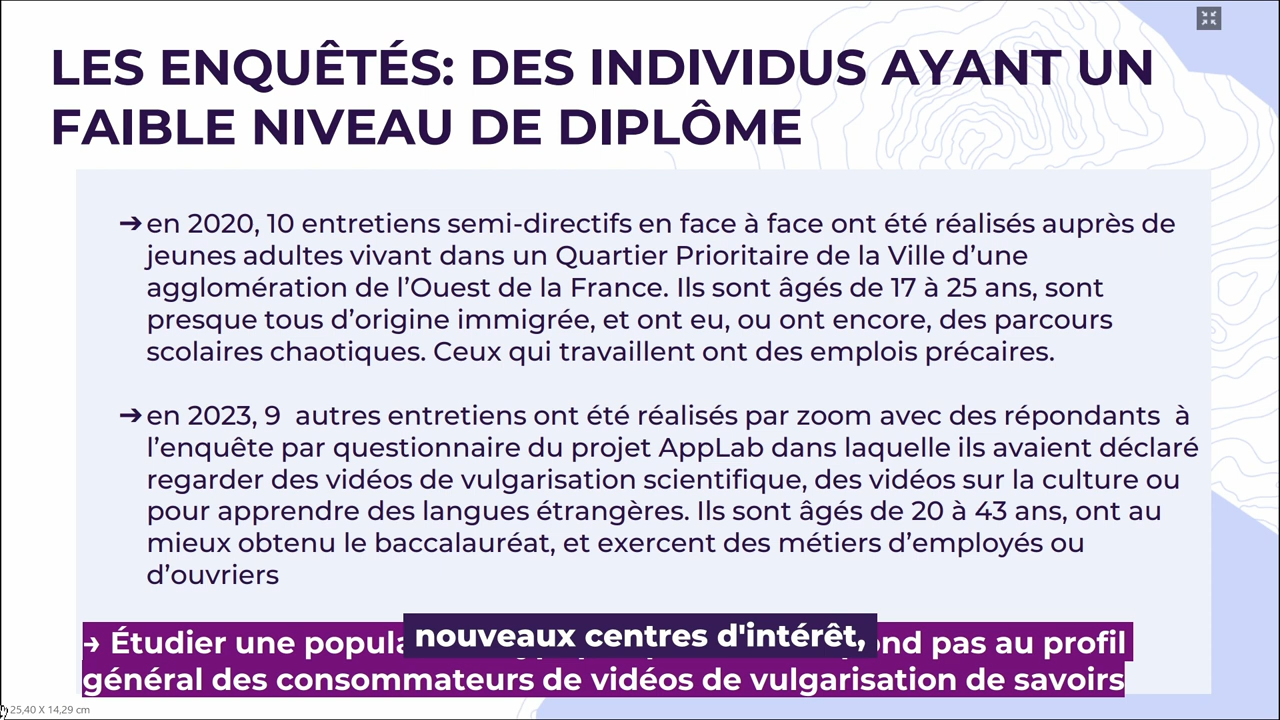 LES ENQUÊTÉS: DES INDIVIDUS AYANT UN
FAIBLE NIVEAU DE DIPLÔME
➔ en 2020, 10 entretiens semi-directifs en face à face ont été réalisés auprès de
jeunes adultes vivant dans un Quartier Prioritaire de la Ville d’une
agglomération de l’Ouest de la France. Ils sont âgés de 17 à 25 ans, sont
presque tous d’origine immigrée, et ont eu, ou ont encore, des parcours
scolaires chaotiques. Ceux qui travaillent ont des emplois précaires.
➔ en 2023, 9 autres entretiens ont été réalisés par zoom avec des répondants à
l’enquête par questionnaire du projet AppLab dans laquelle ils avaient déclaré
regarder des vidéos de vulgarisation scientifique, des vidéos sur la culture ou
pour apprendre des langues étrangères. Ils sont âgés de 20 à 43 ans, ont au
mieux obtenu le baccalauréat, et exercent des métiers d’employés ou
d’ouvriers
nouveaux centres d'intérêt,
→ Étudier une pas au profil
général des consommateurs de vidéos de vulgarisation de savoirs
25,40 X 14,29 cm